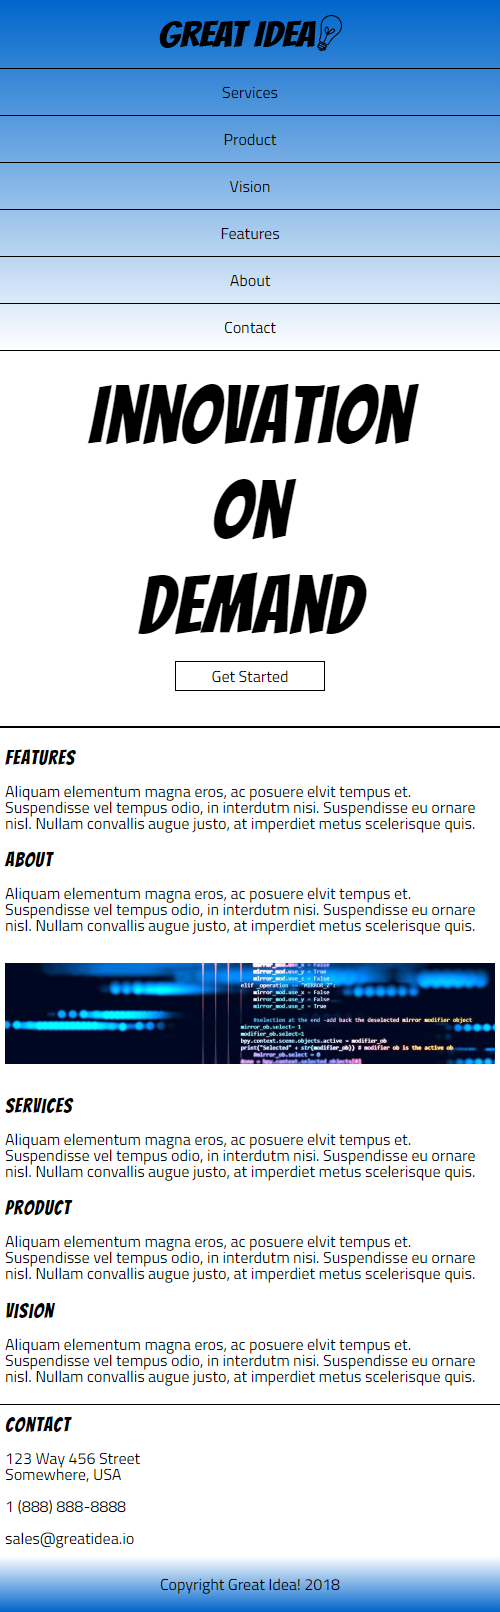 GREAT IDEA
Services
Product
Vision
Features
About
Contact
INNOVATION
ON
DEMAND
Get Started
FEATURES
Aliquam elementum magna eros, ac posuere elvit tempus et.
Suspendisse vel tempus odio, in interdutm nisi. Suspendisse eu ornare
nisl. Nullam convallis augue justo, at imperdiet metus scelerisque quis.
ABOUT
Aliquam elementum magna eros, ac posuere elvit tempus et.
Suspendisse vel tempus odio, in interdutm nisi. Suspendisse eu ornare
nisl. Nullam convallis augue justo, at imperdiet metus scelerisque quis.
mirror_mod.use_x = False
mirror_mod.use_y = True
mirror_mod.use_z = False
elif _operation == "MIRROR_Z":
mirror_mod.use_x = False
mirror_mod.use_y = False
mirror_mod.use_z = True
#selection at the end -add back the deselected mirror modifier object
mirror_ob.select= 1
modifier_ob.select=1
bpy.context.scene.objects.active = modifier_ob
print("Selected" + str(modifier_ob)) # modifier ob is the active ob
#mirror_ob.select = 0
SERVICES
Aliquam elementum magna eros, ac posuere elvit tempus et.
Suspendisse vel tempus odio, in interdutm nisi. Suspendisse eu ornare
nisl. Nullam convallis augue justo, at imperdiet metus scelerisque quis.
PRODUCT
Aliquam elementum magna eros, ac posuere elvit tempus et.
Suspendisse vel tempus odio, in interdutm nisi. Suspendisse eu ornare
nisl. Nullam convallis augue justo, at imperdiet metus scelerisque quis.
VISION
Aliquam elementum magna eros, ac posuere elvit tempus et.
Suspendisse vel tempus odio, in interdutm nisi. Suspendisse eu ornare
nisl. Nullam convallis augue justo, at imperdiet metus scelerisque quis.
CONTACT
123 Way 456 Street
Somewhere, USA
1 (888) 888-8888
sales@greatidea.io
Copyright Great Idea! 2018